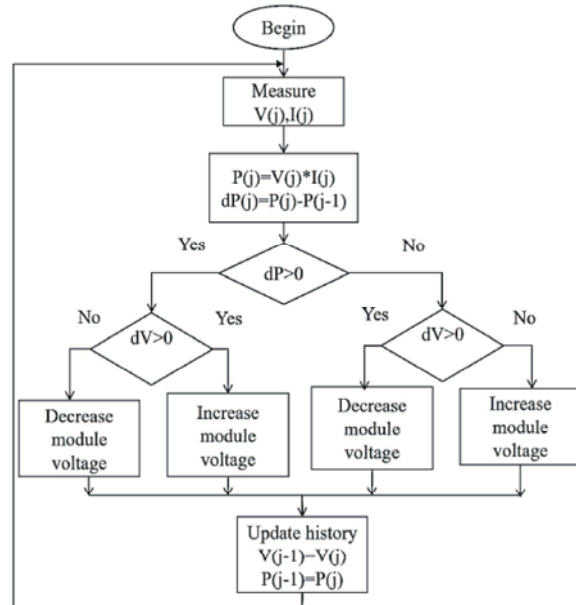 Begin
Measure
V(j),I(j)
P(j)=V(j)*I(j)
dP(j)=P(j)-P(j-1)
Yes
No
dP>0
No
dV>0
Yes
Yes
dV>0
No
Decrease
module
voltage
Increase
module
voltage
Decrease
module
voltage
Increase
module
voltage
Update history
V(j-1)=V(j)
P(j-1)=P(j)